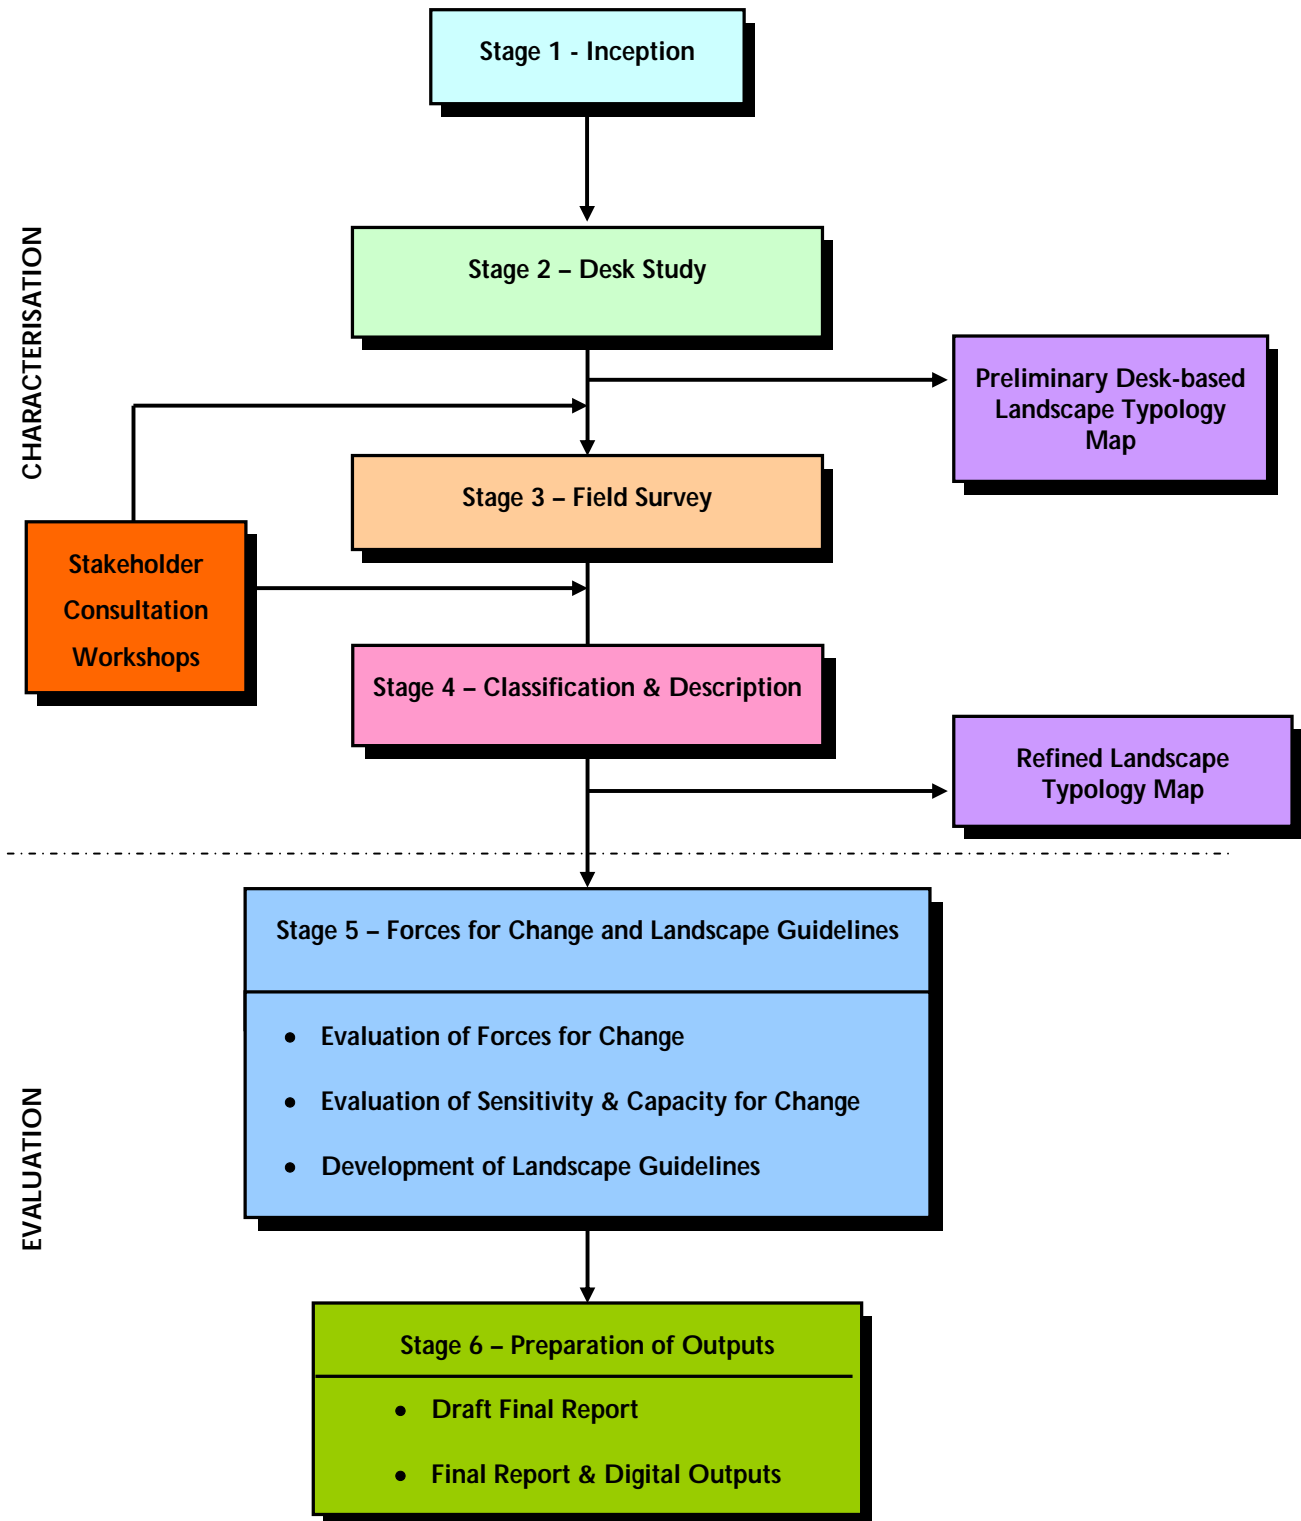 Stage 1 - Inception
CHARACTERISATION
Stage 2 – Desk Study
Preliminary Desk-based
Landscape Typology
Map
Stage 3 – Field Survey
Stakeholder
Consultation
Workshops
Stage 4 – Classification & Description
Refined Landscape
Typology Map
EVALUATION
Stage 5 – Forces for Change and Landscape Guidelines
• Evaluation of Forces for Change
• Evaluation of Sensitivity & Capacity for Change
• Development of Landscape Guidelines
Stage 6 – Preparation of Outputs
• Draft Final Report
• Final Report & Digital Outputs